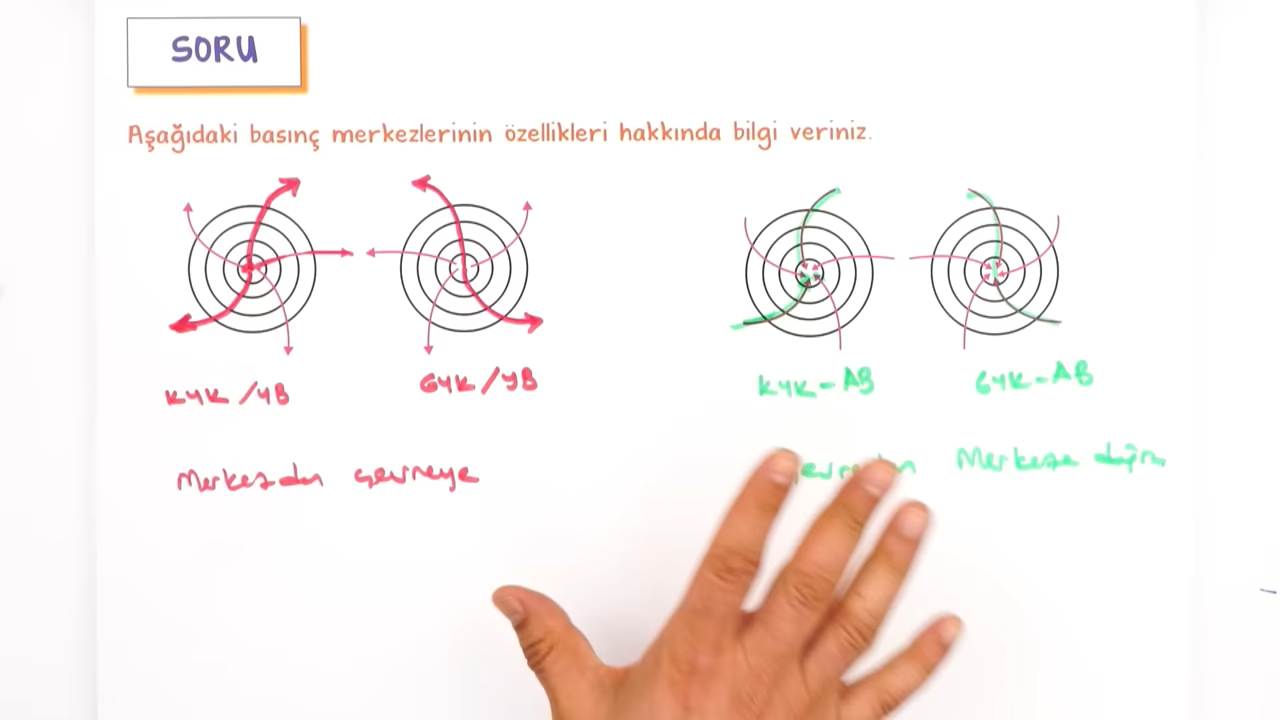 SORU
Aşağıdaki basınç merkezlerinin özellikleri hakkında bilgi veriniz.
KYK / YB
GYK / YB
KYK - AB
GYK - AB
Merkezden çevreye
Merkeze doğru